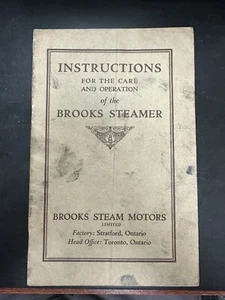 INSTRUCTIONS
FOR THE CARE
AND OPERATION
of the
BROOKS STEAMER
BROOKS STEAM MOTORS
LIMITED
Factory: Stratford, Ontario
Head Office: Toronto, Ontario